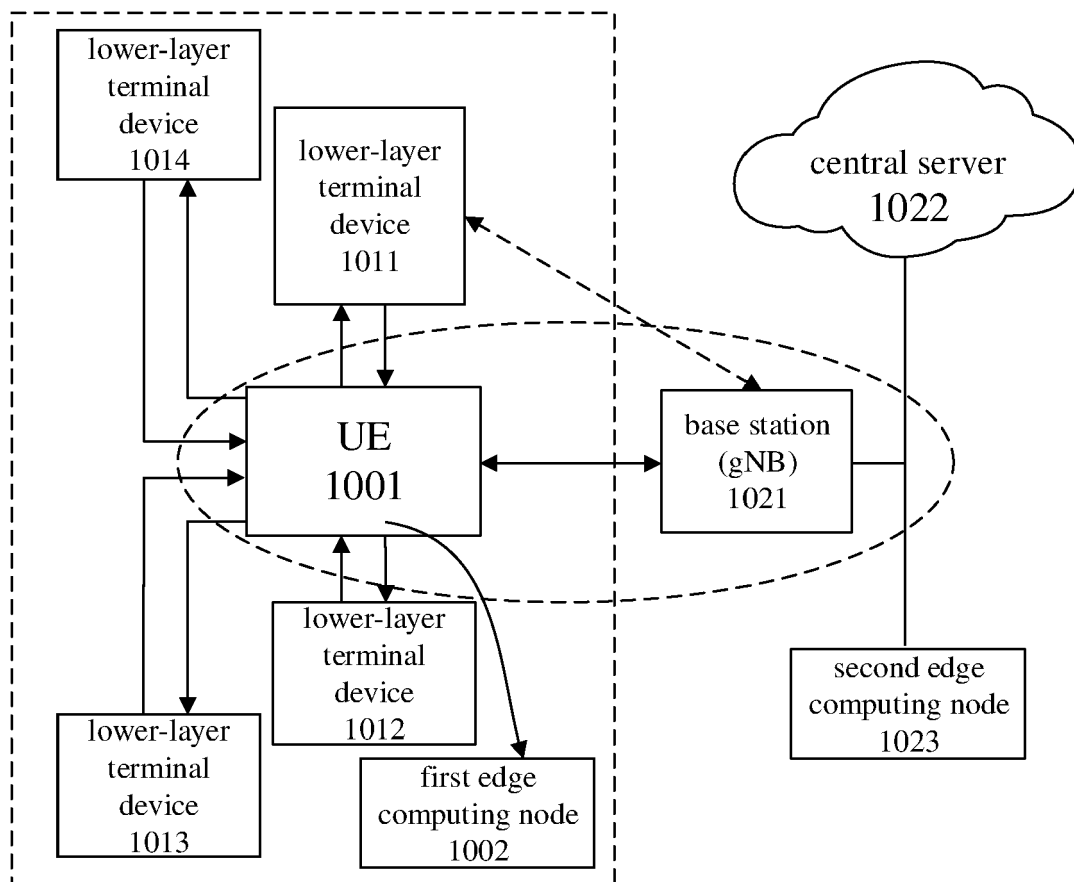 lower-layer
terminal
device
1014
lower-layer
terminal
device
1011
central server
1022
UE
1001
base station
(gNB)
1021
lower-layer
terminal
device
1012
lower-layer
terminal
device
1013
first edge
computing node
1002
second edge
computing node
1023